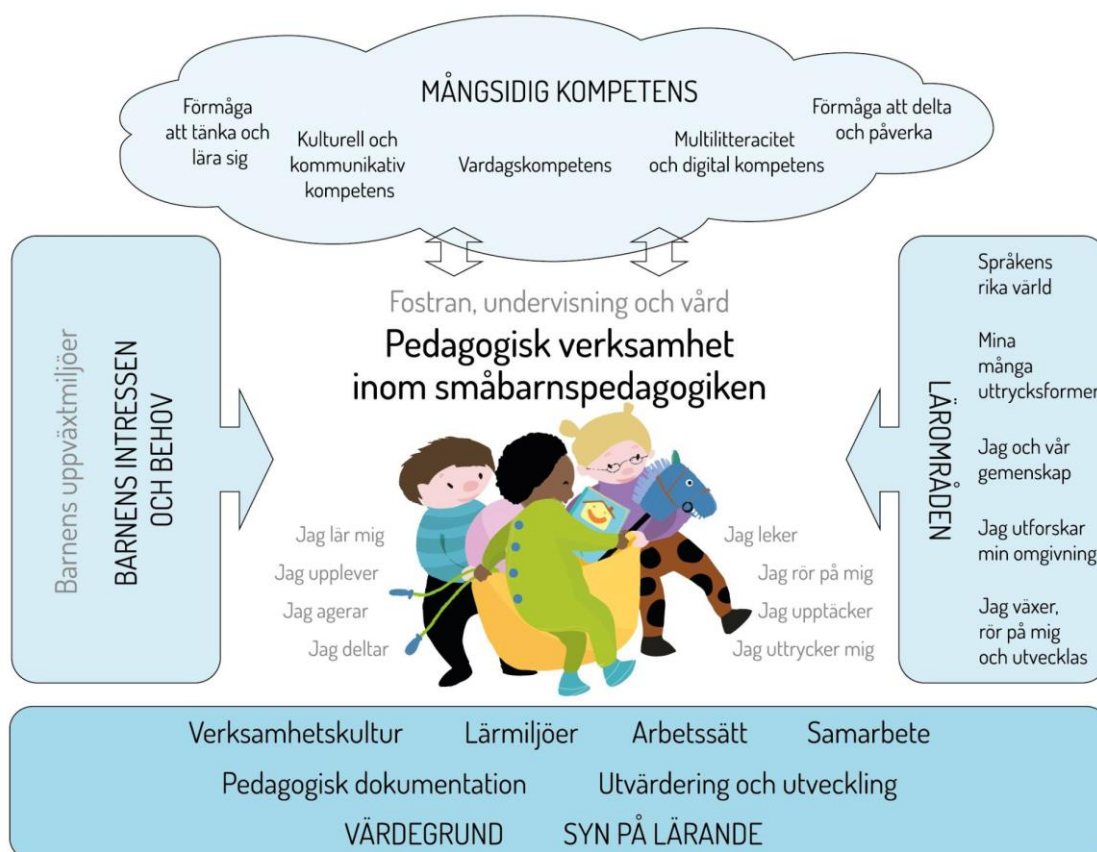 MÅNGSIDIG KOMPETENS
Förmåga
att tänka och
lära sig
Kulturell och
kommunikativ
kompetens
Vardagskompetens
Multilitteracitet
och digital kompetens
Förmåga att delta
och påverka
Barnens uppväxtmiljöer
BARNENS INTRESSEN
OCH BEHOV
Fostran, undervisning och vård
Pedagogisk verksamhet
inom småbarnspedagogiken
Jag lär mig
Jag upplever
Jag agerar
Jag deltar
Jag leker
Jag rör på mig
Jag upptäcker
Jag uttrycker mig
LÄROMRÅDEN
Språkens
rika värld
Mina
många
uttrycksformer
Jag och vår
gemenskap
Jag utforskar
min omgivning
Jag växer,
rör på mig
och utvecklas
Verksamhetskultur Lärmiljöer Arbetssätt Samarbete
Pedagogisk dokumentation Utvärdering och utveckling
VÄRDEGRUND SYN PÅ LÄRANDE